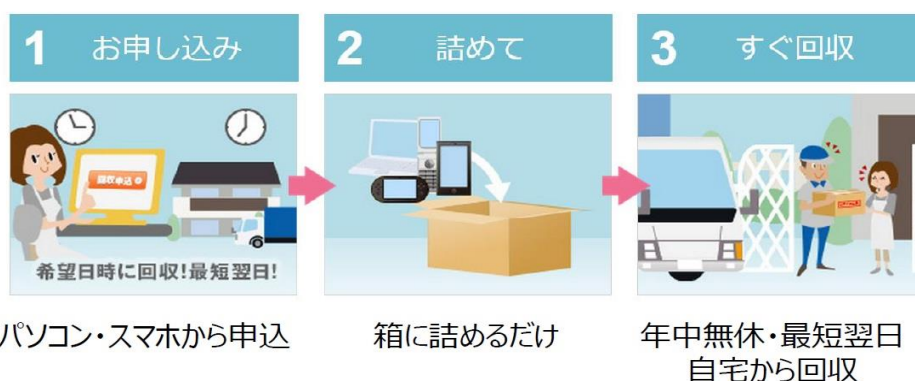 1 お申し込み
2 詰めて
3 すぐ回収
回収申込
希望日時に回収!最短翌日!
パソコン・スマホから申込
箱に詰めるだけ
年中無休・最短翌日
自宅から回収